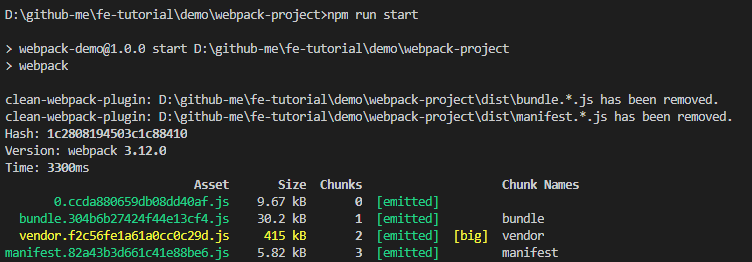 D:\github-me\fe-tutorial\demo\webpack-project>npm run start
> webpack-demo@1.0.0 start D:\github-me\fe-tutorial\demo\webpack-project
> webpack
clean-webpack-plugin: D:\github-me\fe-tutorial\demo\webpack-project\dist\bundle.*.js has been removed.
clean-webpack-plugin: D:\github-me\fe-tutorial\demo\webpack-project\dist\manifest.*.js has been removed.
Hash: 1c2808194503c1c88410
Version: webpack 3.12.0
Time: 3300ms
Asset Size Chunks Chunk Names
0.ccda880659db08dd40af.js 9.67 kB 0 [emitted]
bundle.304b6b27424f44e13cf4.js 30.2 kB 1 [emitted] bundle
vendor.f2c56fe1a61a0cc0c29d.js 415 kB 2 [emitted] [big] vendor
manifest.82a43b3d661c41e88be6.js 5.82 kB 3 [emitted] manifest